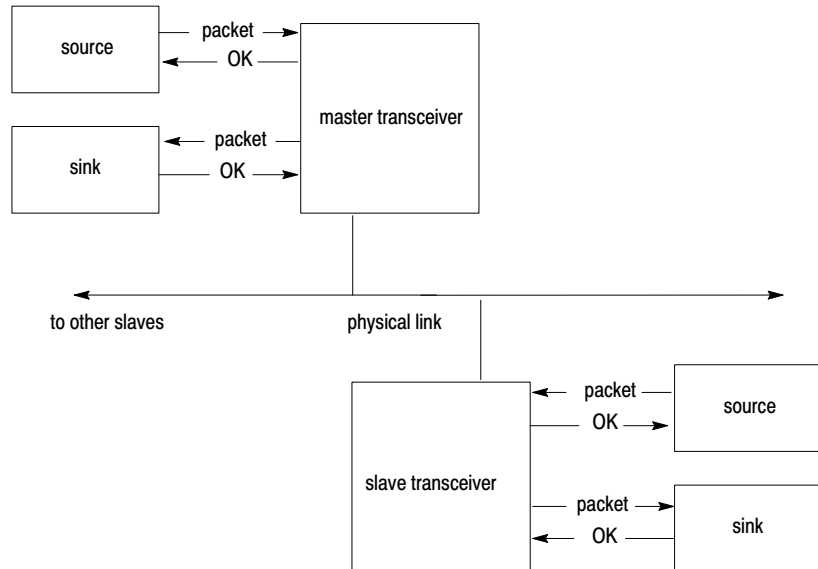 source
packet
OK
master transceiver
sink
packet
OK
to other slaves
physical link
slave transceiver
packet
OK
source
packet
OK
sink